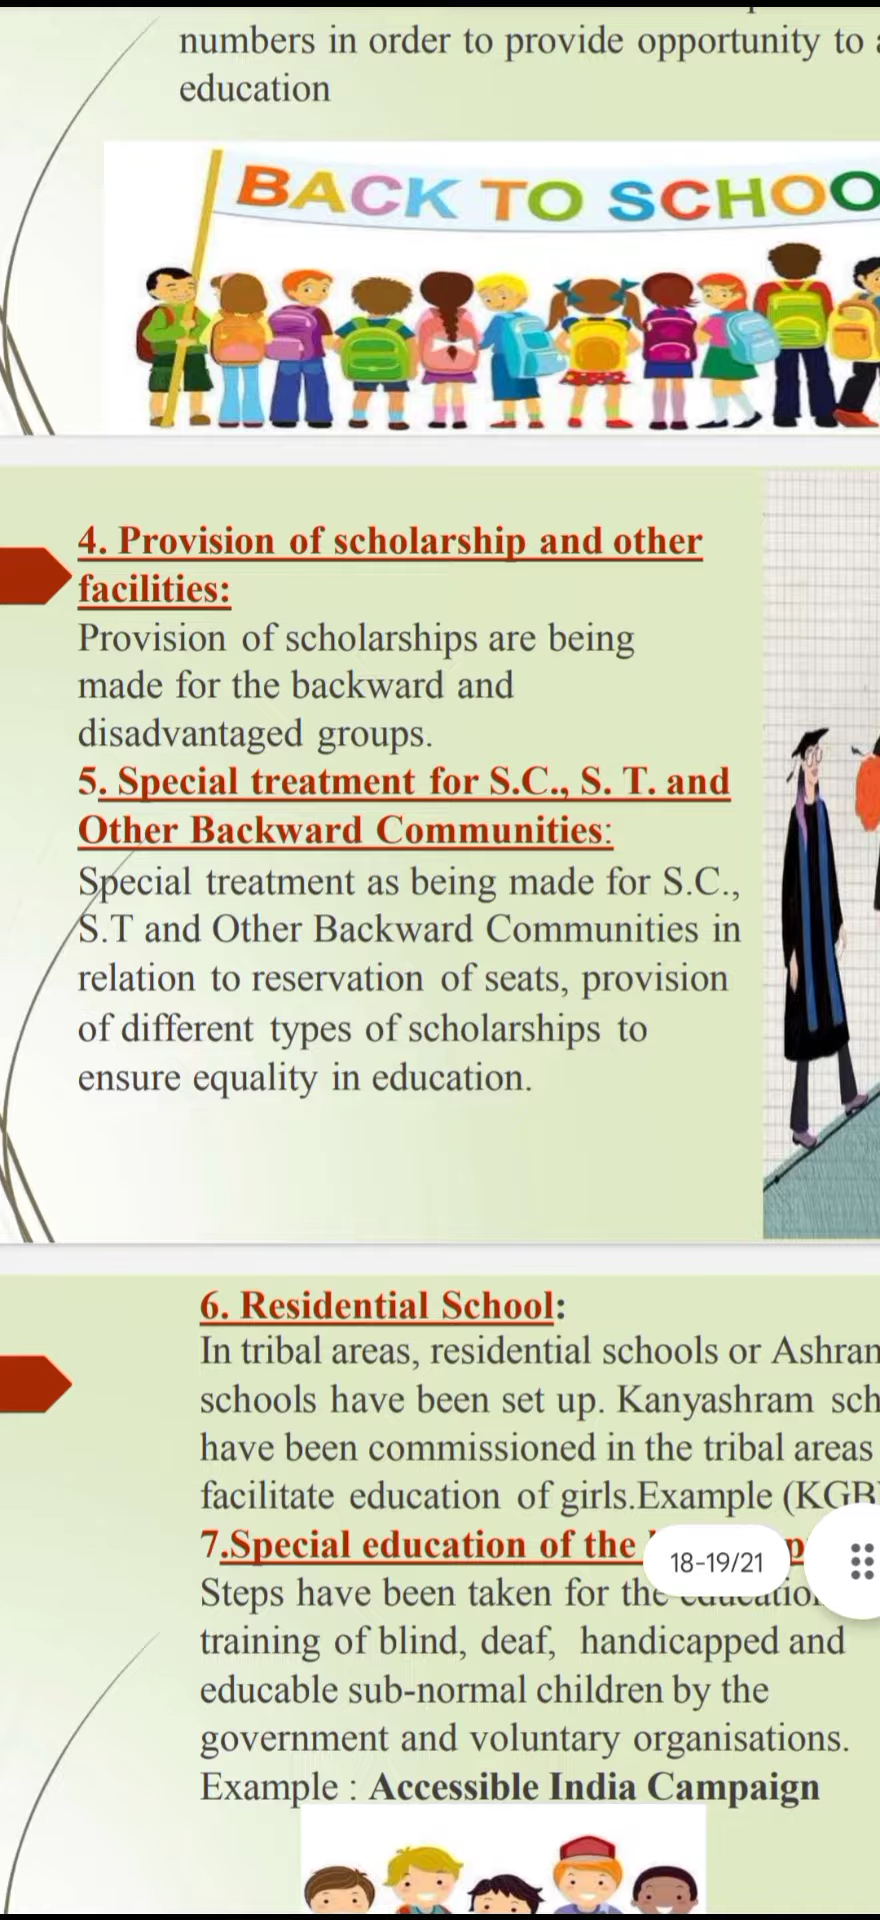 numbers in order to provide opportunity to
education
BACK TO SCHOO
4. Provision of scholarship and other
facilities:
Provision of scholarships are being
made for the backward and
disadvantaged groups.
5. Special treatment for S.C., S. T. and
Other Backward Communities:
Special treatment as being made for S.C.,
S.T and Other Backward Communities in
relation to reservation of seats, provision
of different types of scholarships to
ensure equality in education.
6. Residential School:
In tribal areas, residential schools or
schools have been set up. Kanyashram
have been commissioned in the tribal areas
facilitate education of girls.Example
7.Special education of the
18-19/21
Steps have been taken for the
training of blind, deaf, handicapped and
educable sub-normal children by the
government and voluntary organisations.
Example : Accessible India Campaign